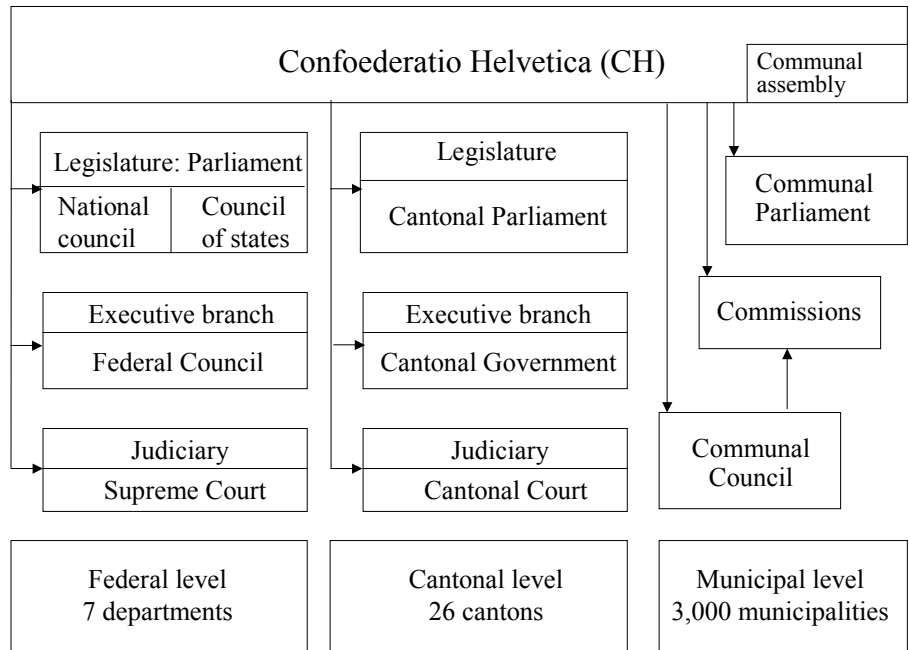 Confoederatio Helvetica (CH)
Communal
assembly
Legislature: Parliament
National
council
Council
of states
Executive branch
Federal Council
Judiciary
Supreme Court
Legislature
Cantonal Parliament
Executive branch
Cantonal Government
Judiciary
Cantonal Court
Communal
Parliament
Commissions
Communal
Council
Federal level
7 departments
Cantonal level
26 cantons
Municipal level
3,000 municipalities